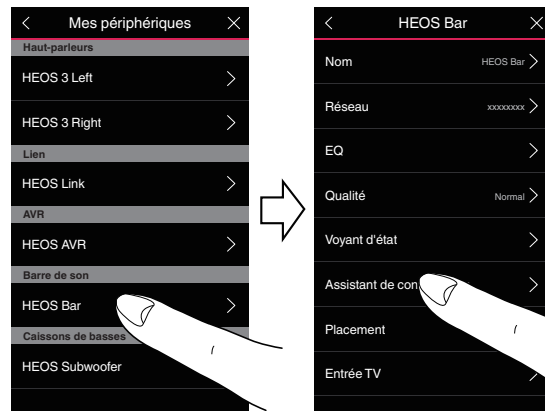 Mes périphériques
Haut-parleurs
HEOS 3 Left
HEOS 3 Right
Lien
HEOS Link
AVR
HEOS AVR
Barre de son
HEOS Bar
Caissons de basses
HEOS Subwoofer
HEOS Bar
Nom HEOS Bar
Réseau xxxxxxxx
EQ
Qualité Normal
Voyant d'état
Assistant de con
Placement
Entrée TV